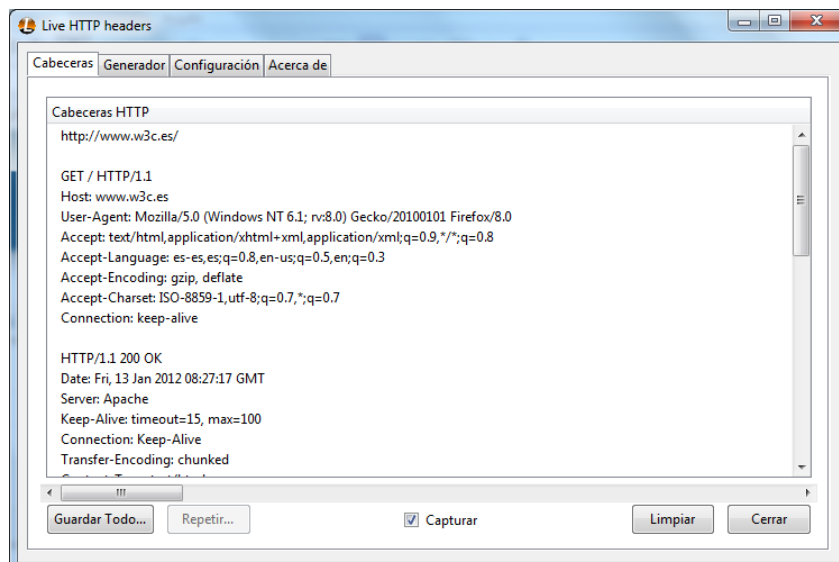 Live HTTP headers
Cabeceras Generador Configuración Acerca de
Cabeceras HTTP
http://www.w3c.es/
GET / HTTP/1.1
Host: www.w3c.es
User-Agent: Mozilla/5.0 (Windows NT 6.1; rv:8.0) Gecko/20100101 Firefox/8.0
Accept: text/html,application/xhtml+xml,application/xml;q=0.9,*/*;q=0.8
Accept-Language: es-es,es;q=0.8,en-us;q=0.5,en;q=0.3
Accept-Encoding: gzip, deflate
Accept-Charset: ISO-8859-1,utf-8;q=0.7,*;q=0.7
Connection: keep-alive
HTTP/1.1 200 OK
Date: Fri, 13 Jan 2012 08:27:17 GMT
Server: Apache
Keep-Alive: timeout=15, max=100
Connection: Keep-Alive
Transfer-Encoding: chunked
Guardar Todo... Repetir... Capturar Limpiar Cerrar